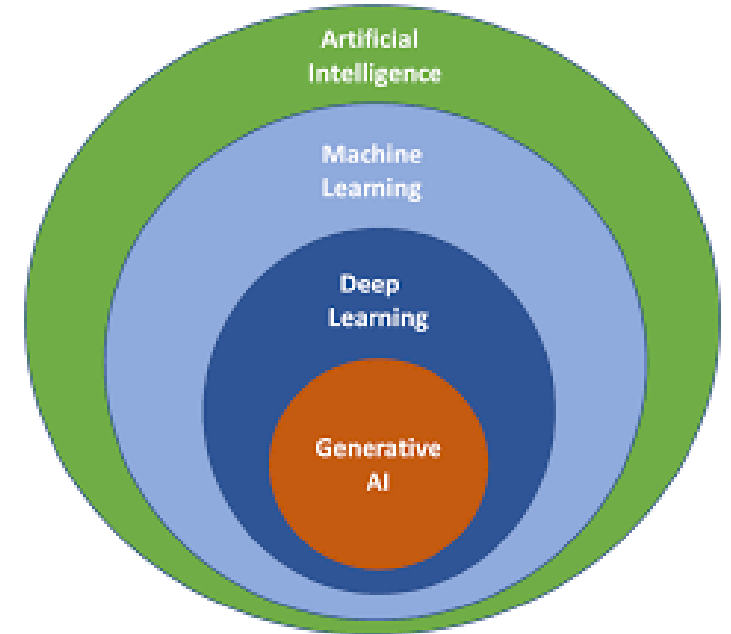 Artificial
Intelligence
Machine
Learning
Deep
Learning
Generative
AI